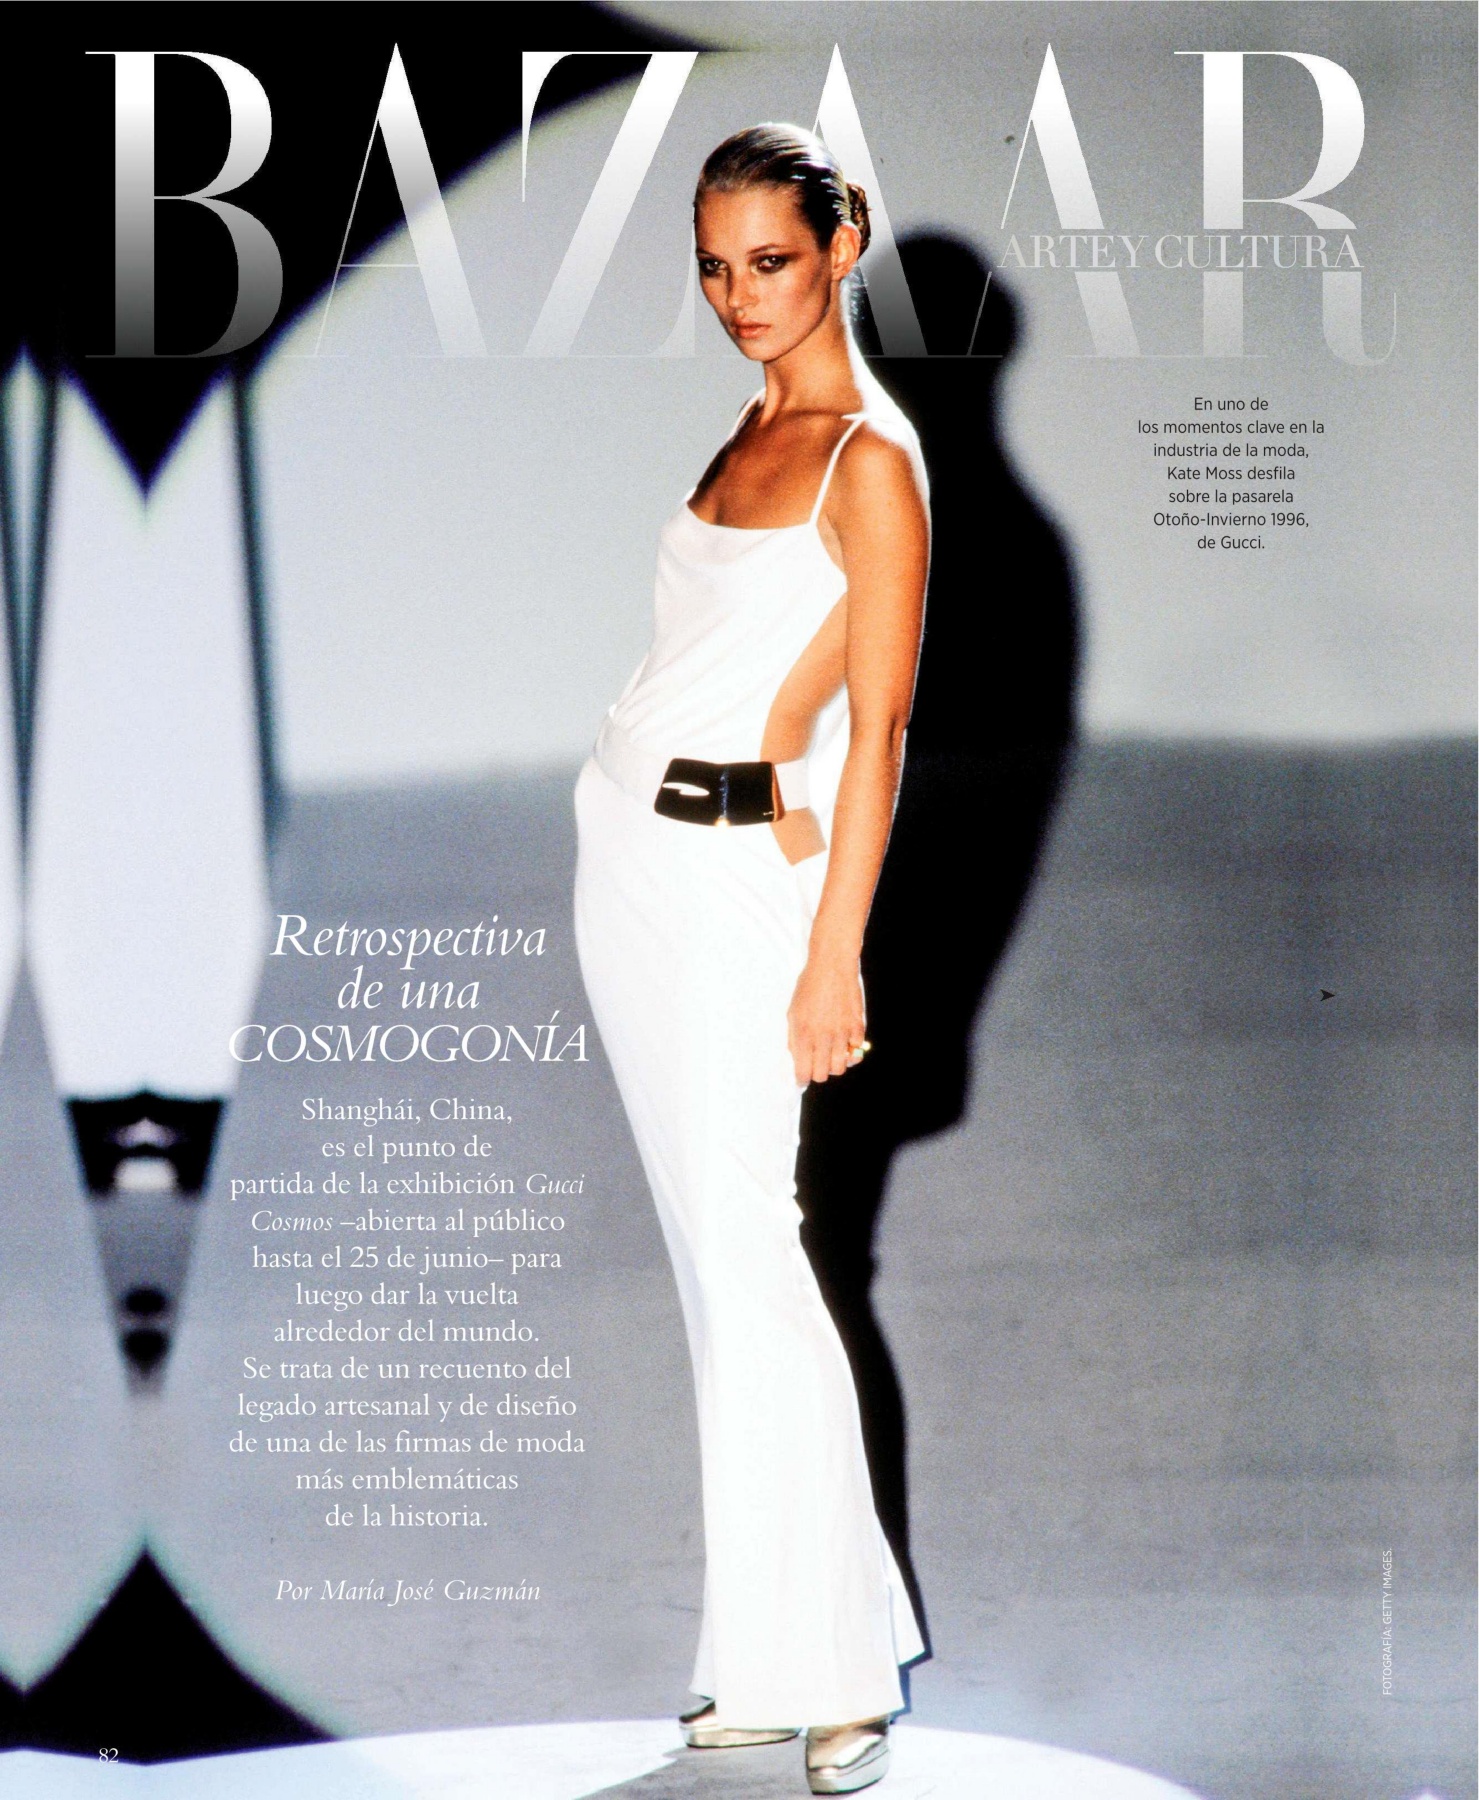 BAZAAR
ARTE Y CULTURA
En uno de
los momentos clave en la
industria de la moda,
Kate Moss desfila
sobre la pasarela
Otoño-Invierno 1996,
de Gucci.
Retrospectiva
de una
COSMOGONÍA
Shanghái, China,
es el punto de
partida de la exhibición Gucci
Cosmos –abierta al público
hasta el 25 de junio– para
luego dar la vuelta
alrededor del mundo.
Se trata de un recuento del
legado artesanal y de diseño
de una de las firmas de moda
más emblemáticas
de la historia.
Por María José Guzmán
FOTOGRAFÍA: GETTY IMAGES.
82